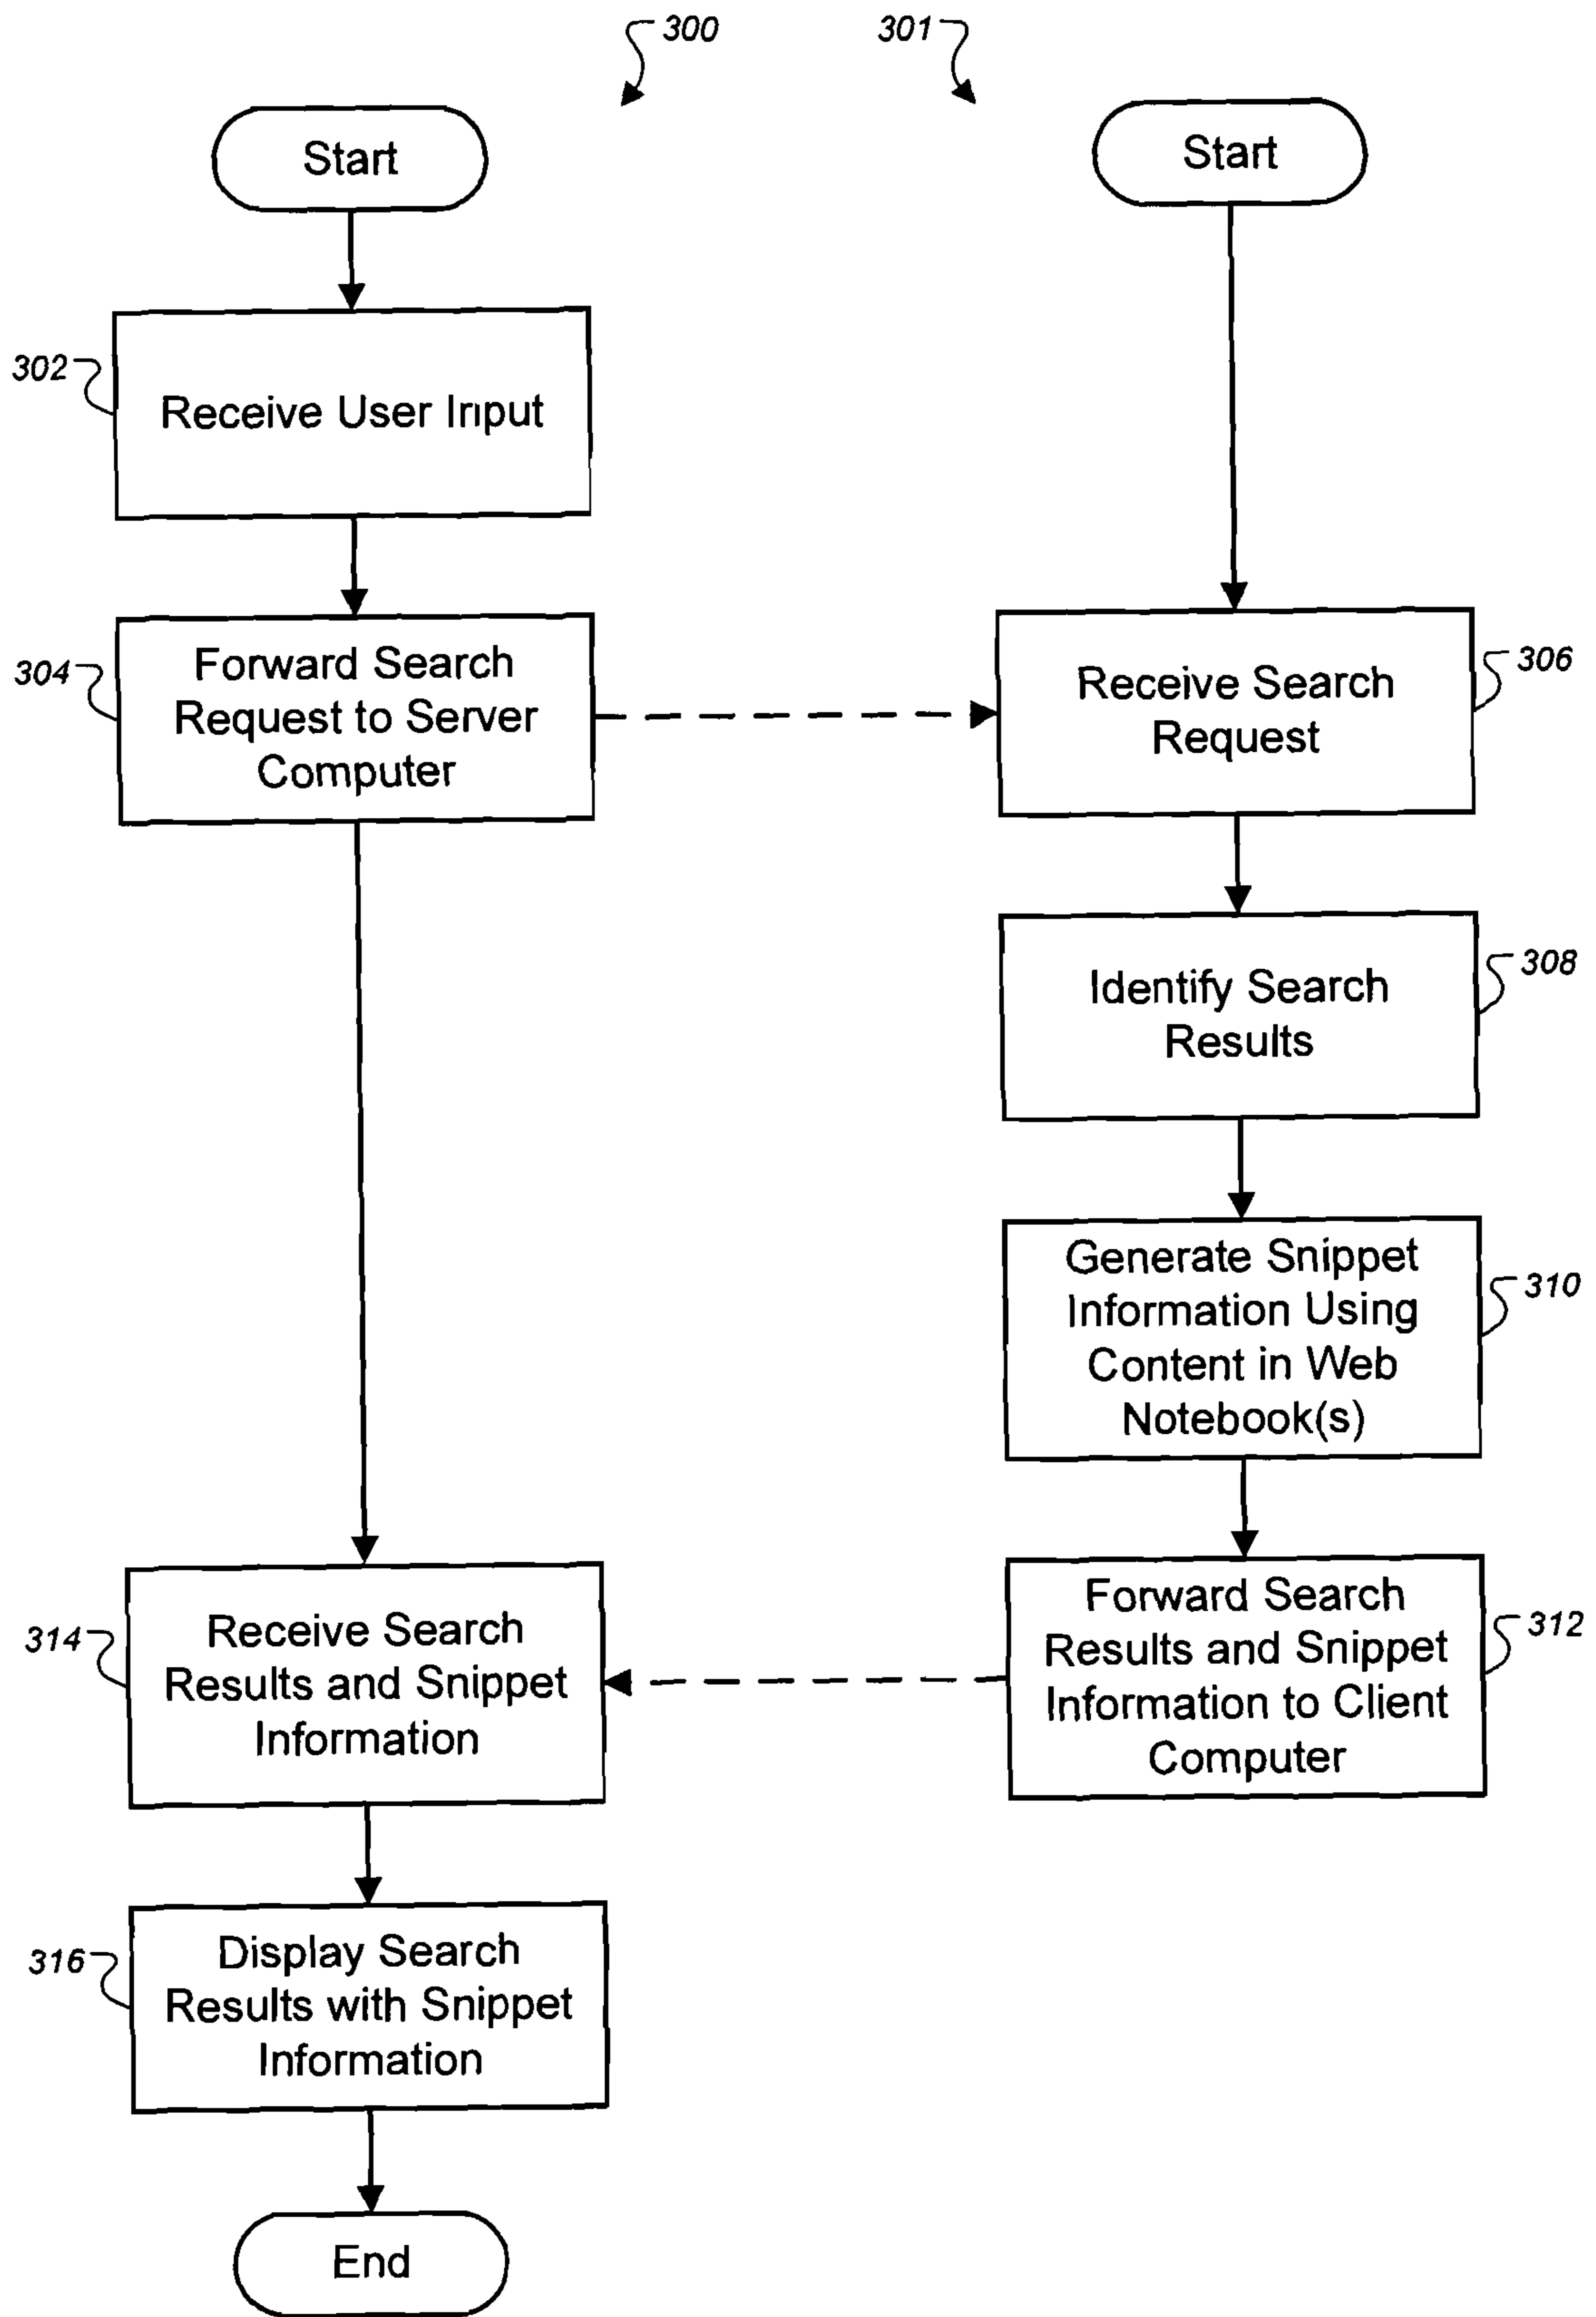 300
301
Start
Start
302
Receive User Input
304
Forward Search
Request to Server
Computer
306
Receive Search
Request
308
Identify Search
Results
310
Generate Snippet
Information Using
Content in Web
Notebook(s)
312
Forward Search
Results and Snippet
Information to Client
Computer
314
Receive Search
Results and Snippet
Information
316
Display Search
Results with Snippet
Information
End